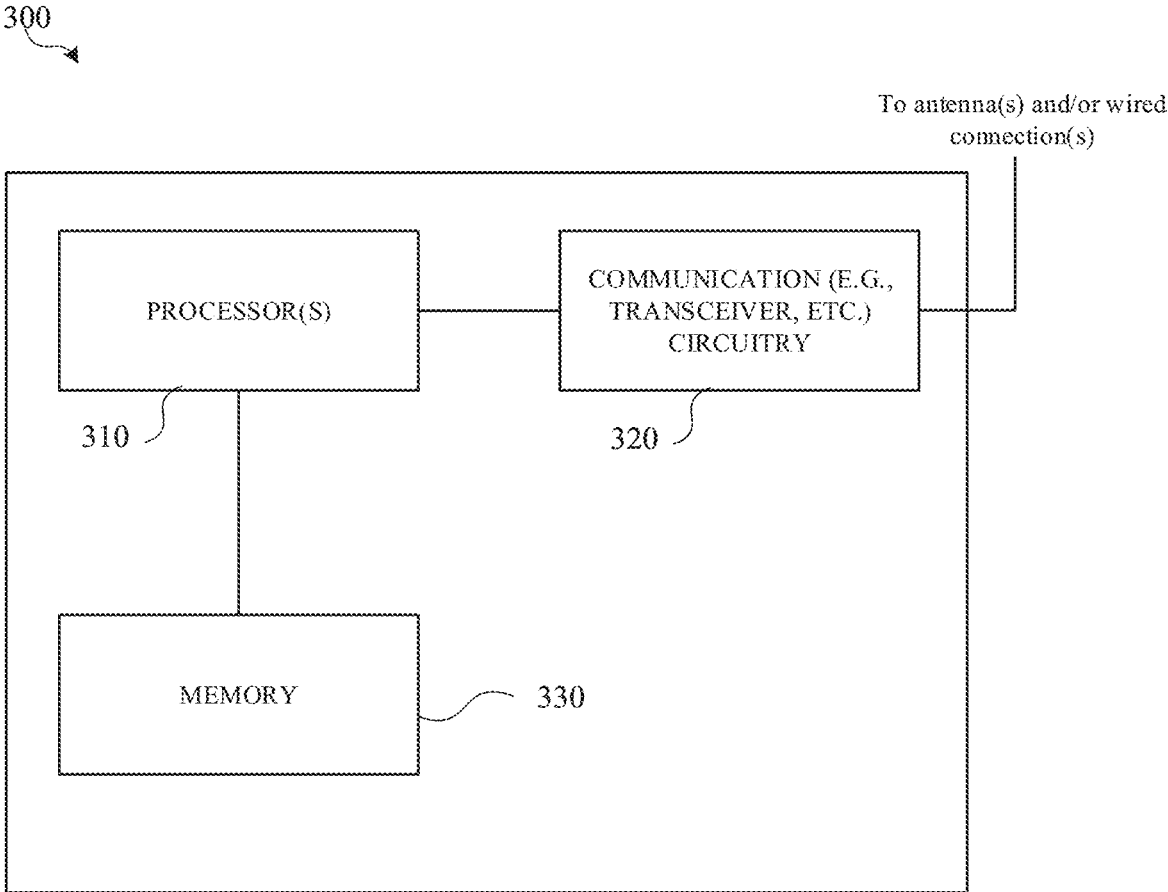 300
To antenna(s) and/or wired
connection(s)
PROCESSOR(S)
COMMUNICATION (E.G.,
TRANSCEIVER, ETC.)
CIRCUITRY
310
320
MEMORY
330